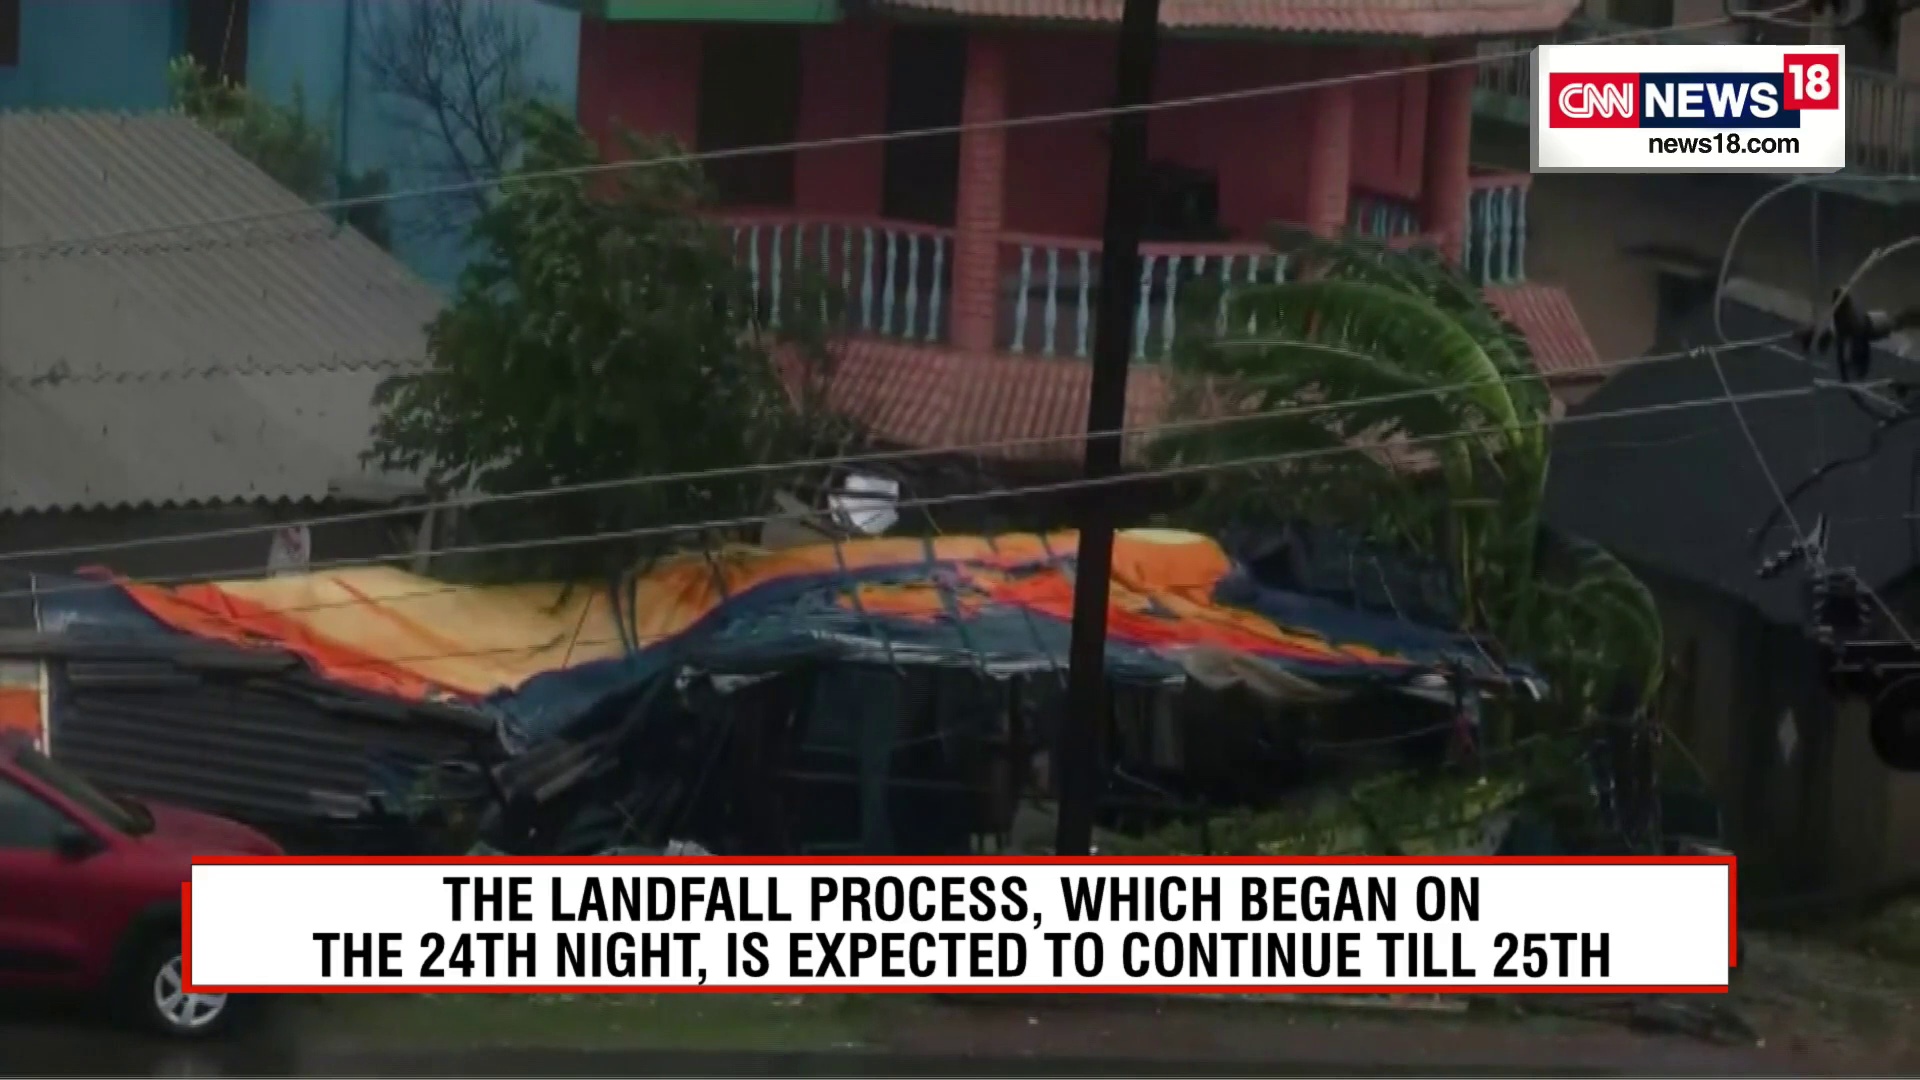 CNN NEWS 18
news18.com
THE LANDFALL PROCESS, WHICH BEGAN ON
THE 24TH NIGHT, IS EXPECTED TO CONTINUE TILL 25TH